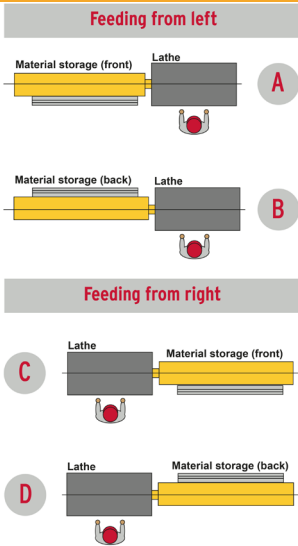 Feeding from left
Lathe
Material storage (front)
A
Material storage (back) Lathe
B
Feeding from right
Lathe
Material storage (front)
C
Lathe Material storage (back)
D